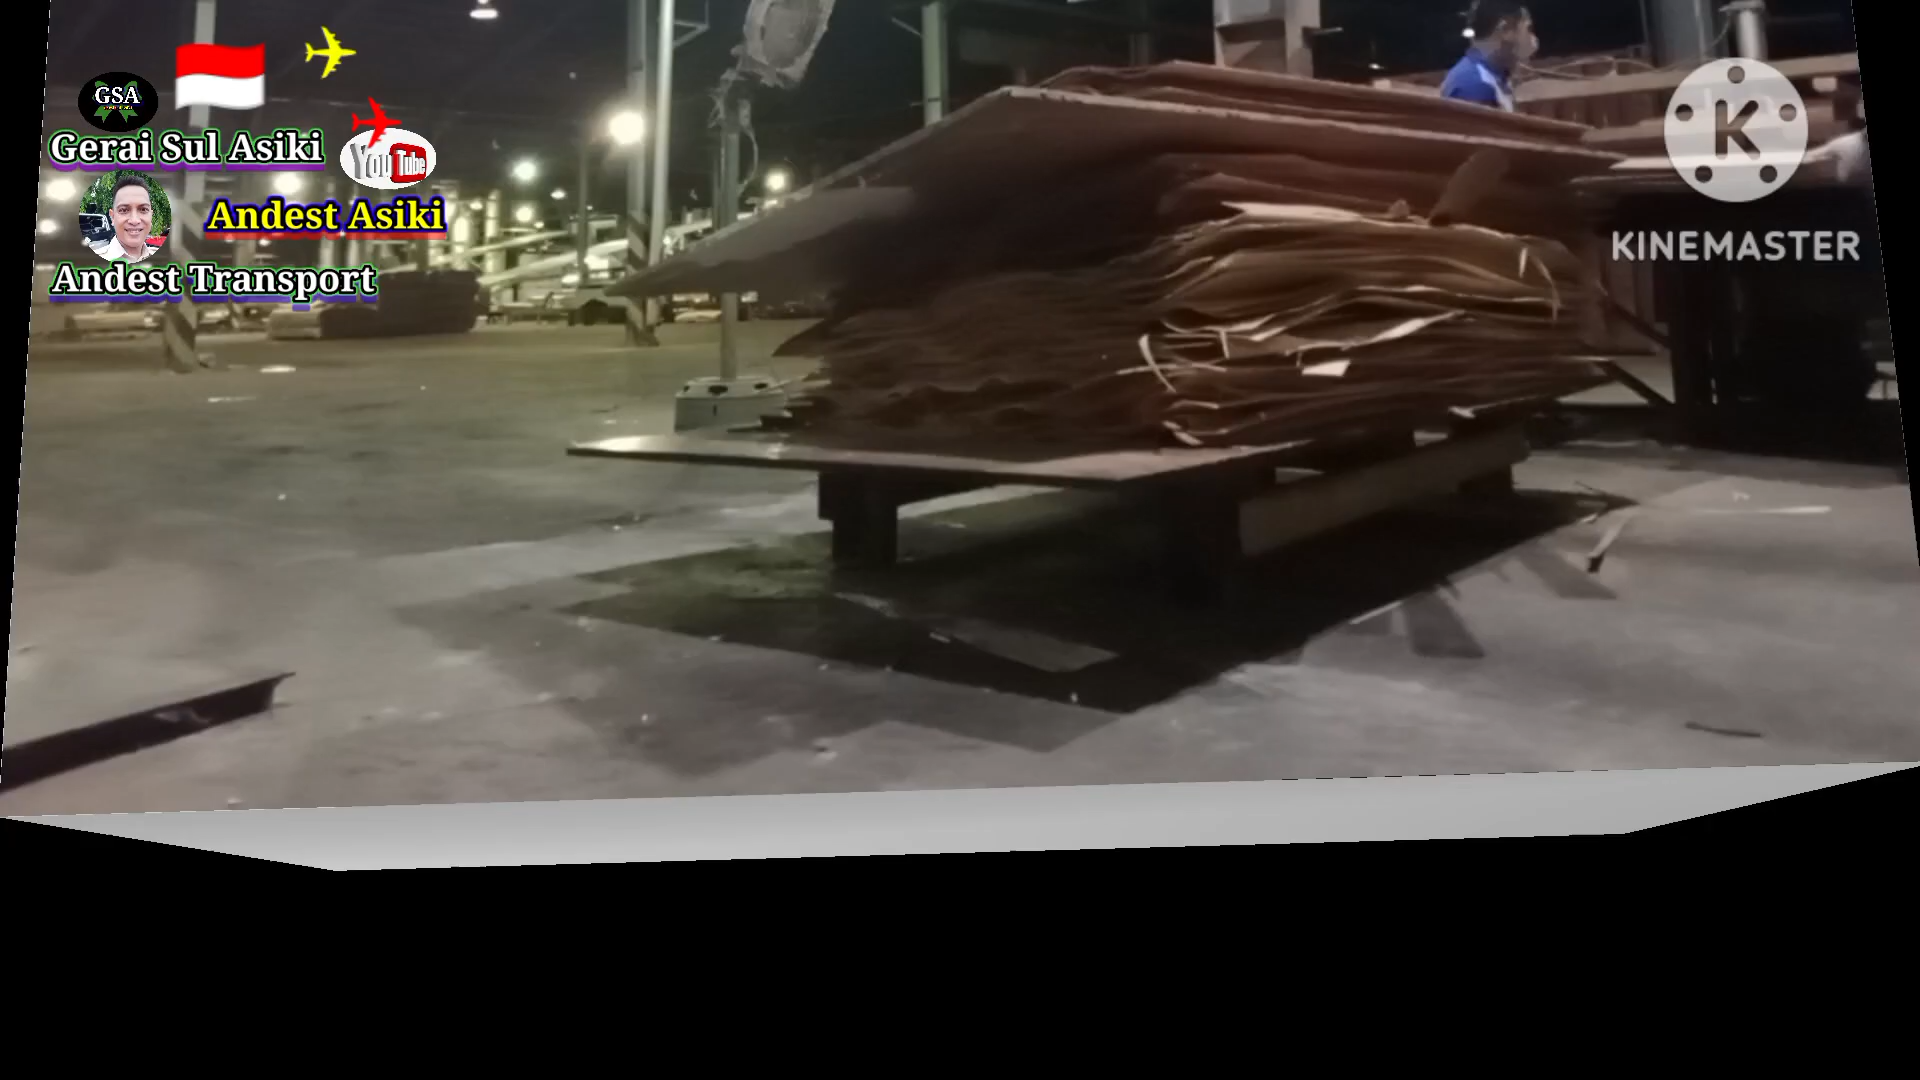 GSA
Gerai Sul Asiki
YouTube
Andest Asiki
Andest Transport
K
KINEMASTER